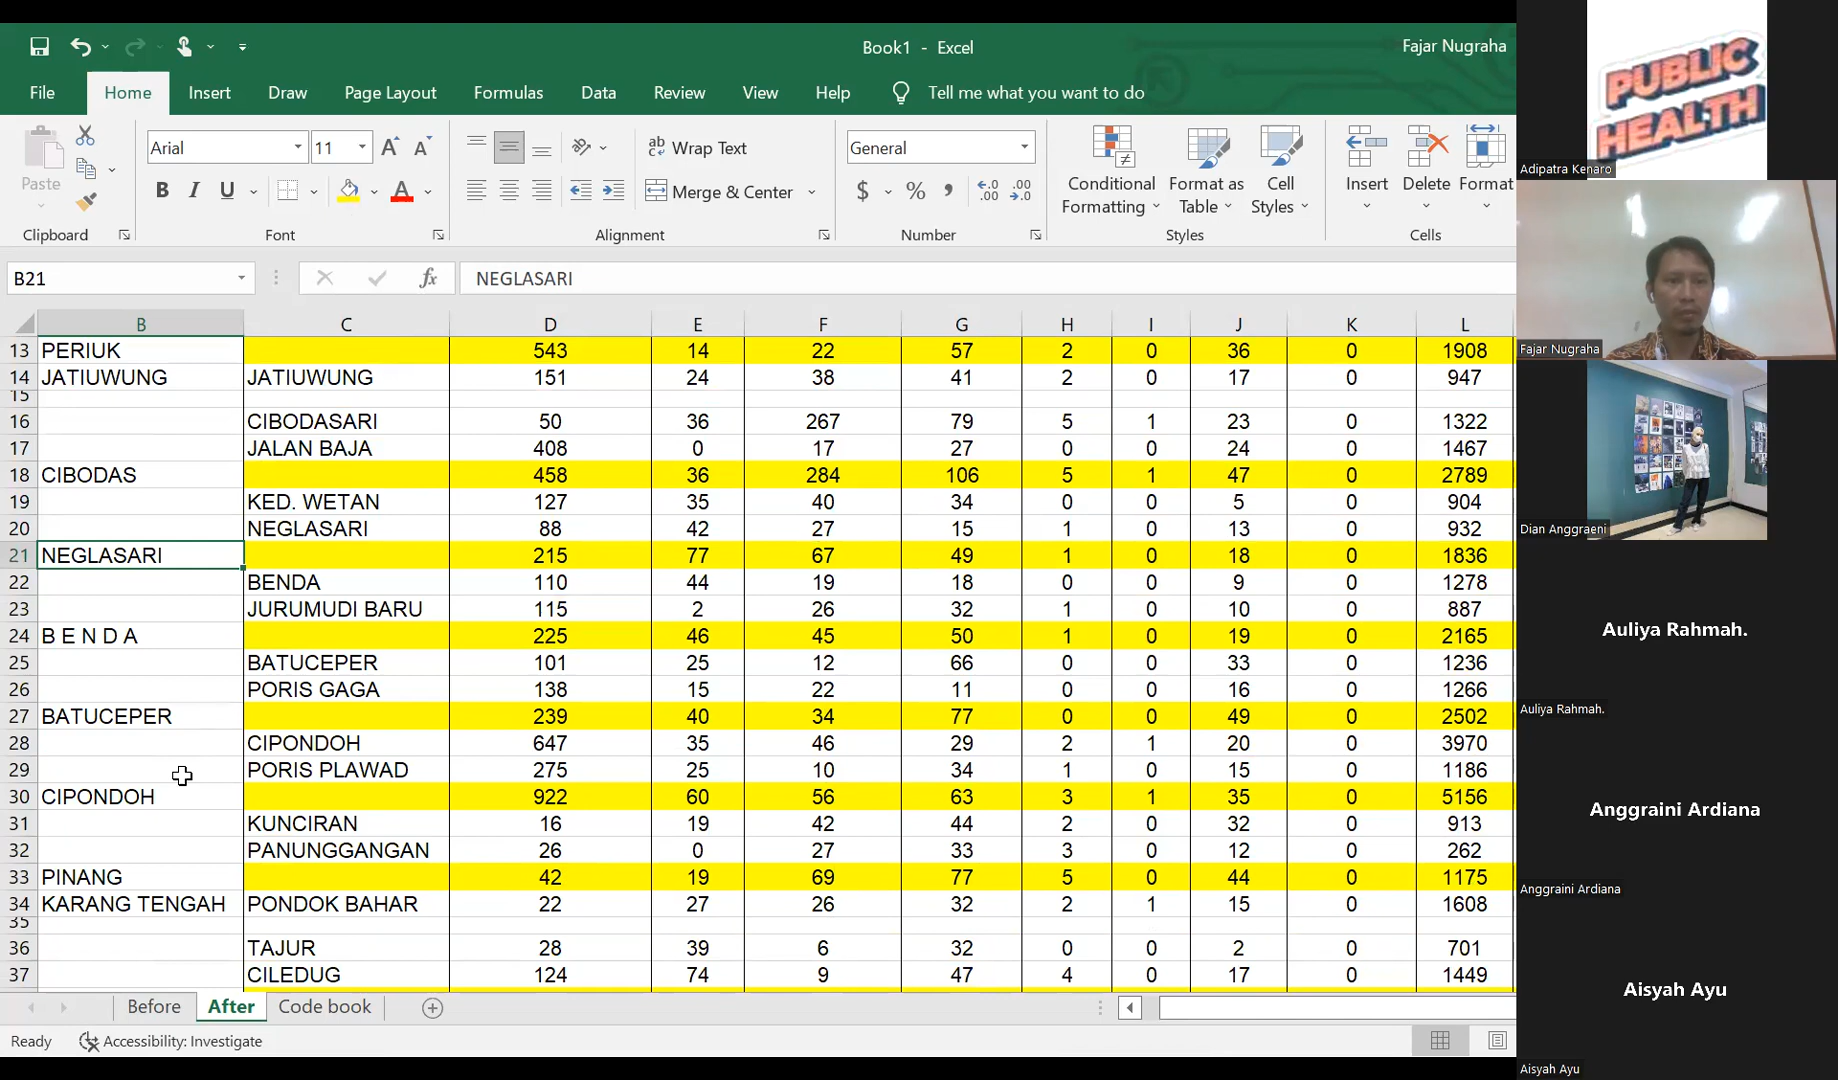 Book1 - Excel
Fajar Nugraha
File Home Insert Draw Page Layout Formulas Data Review View Help Tell me what you want to do
Paste
Arial 11
B I U A
Wrap Text
Merge & Center
General
$ % ,
Conditional Formatting
Format as Table
Cell Styles
Insert
Delete
Format
Clipboard Font Alignment Number Styles Cells
B21 fx NEGLASARI
B C D E F G H I J K L
13 PERIUK 543 14 22 57 2 0 36 0 1908
14 JATIUWUNG JATIUWUNG 151 24 38 41 2 0 17 0 947
15
16 CIBODASARI 50 36 267 79 5 1 23 0 1322
17 JALAN BAJA 408 0 17 27 0 0 24 0 1467
18 CIBODAS 458 36 284 106 5 1 47 0 2789
19 KED. WETAN 127 35 40 34 0 0 5 0 904
20 NEGLASARI 88 42 27 15 1 0 13 0 932
21 NEGLASARI 215 77 67 49 1 0 18 0 1836
22 BENDA 110 44 19 18 0 0 9 0 1278
23 JURUMUDI BARU 115 2 26 32 1 0 10 0 887
24 B E N D A 225 46 45 50 1 0 19 0 2165
25 BATUCEPER 101 25 12 66 0 0 33 0 1236
26 PORIS GAGA 138 15 22 11 0 0 16 0 1266
27 BATUCEPER 239 40 34 77 0 0 49 0 2502
28 CIPONDOH 647 35 46 29 2 1 20 0 3970
29 PORIS PLAWAD 275 25 10 34 1 0 15 0 1186
30 CIPONDOH 922 60 56 63 3 1 35 0 5156
31 KUNCIRAN 16 19 42 44 2 0 32 0 913
32 PANUNGGANGAN 26 0 27 33 3 0 12 0 262
33 PINANG 42 19 69 77 5 0 44 0 1175
34 KARANG TENGAH PONDOK BAHAR 22 27 26 32 2 1 15 0 1608
35
36 TAJUR 28 39 6 32 0 0 2 0 701
37 CILEDUG 124 74 9 47 4 0 17 0 1449
Before After Code book
Ready Accessibility: Investigate
PUBLIC
HEALTH
Adipatra Kenaro
Fajar Nugraha
Dian Anggraeni
Auliya Rahmah.
Auliya Rahmah.
Anggraini Ardiana
Anggraini Ardiana
Aisyah Ayu
Aisyah Ayu